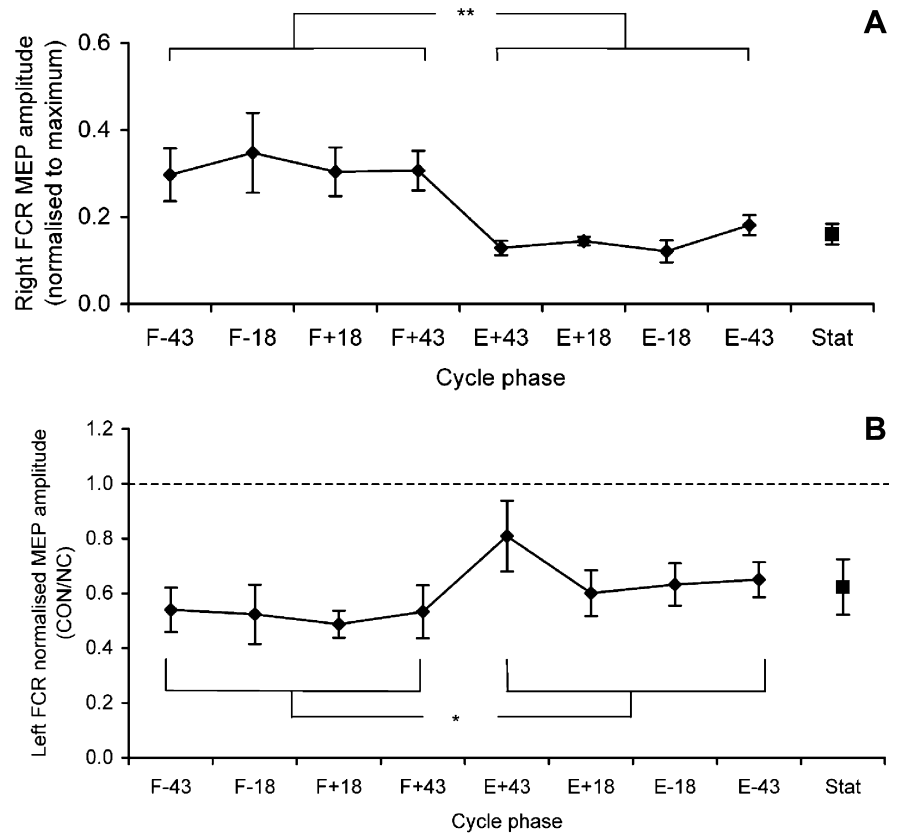 **
A
Right FCR MEP amplitude
(normalised to maximum)
0.6
0.4
0.2
0.0
F-43 F-18 F+18 F+43 E+43 E+18 E-18 E-43 Stat
Cycle phase
B
Left FCR normalised MEP amplitude
(CON/NC)
1.2
1.0
0.8
0.6
0.4
0.2
0.0
*
F-43 F-18 F+18 F+43 E+43 E+18 E-18 E-43 Stat
Cycle phase